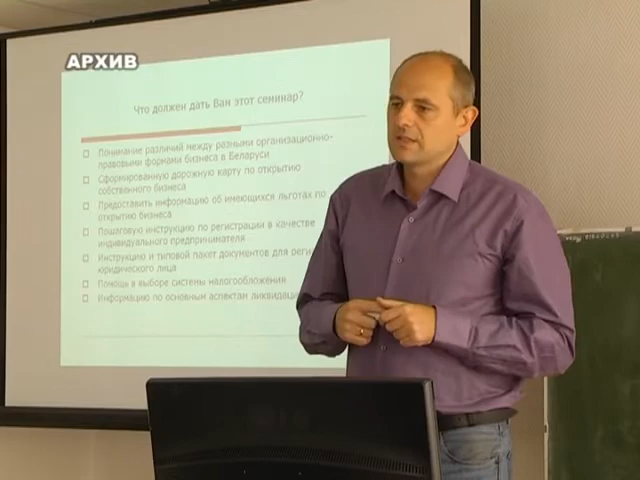 АРХИВ
Что должен дать Вам этот семинар?
Понимание различий между разными организационно-
правовыми формами бизнеса в Беларуси
Сформированную дорожную карту по открытию
собственного бизнеса
Предоставить информацию об имеющихся льготах по
открытию бизнеса
Пошаговую инструкцию по регистрации в качестве
индивидуального предпринимателя
Инструкцию и типовой пакет документов для
юридического лица
Помощь в выборе системы налогообложения
Информацию по основным аспектам